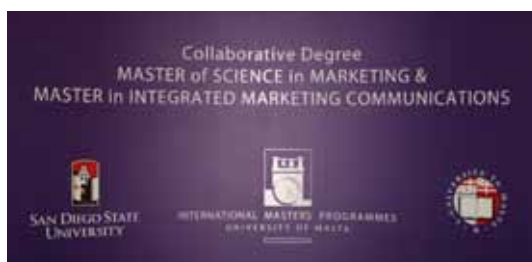 Collaborative Degree
MASTER of SCIENCE in MARKETING &
MASTER in INTEGRATED MARKETING COMMUNICATIONS
SAN DIEGO STATE
UNIVERSITY
INTERNATIONAL MASTERS PROGRAMMES
UNIVERSITY OF MALTA